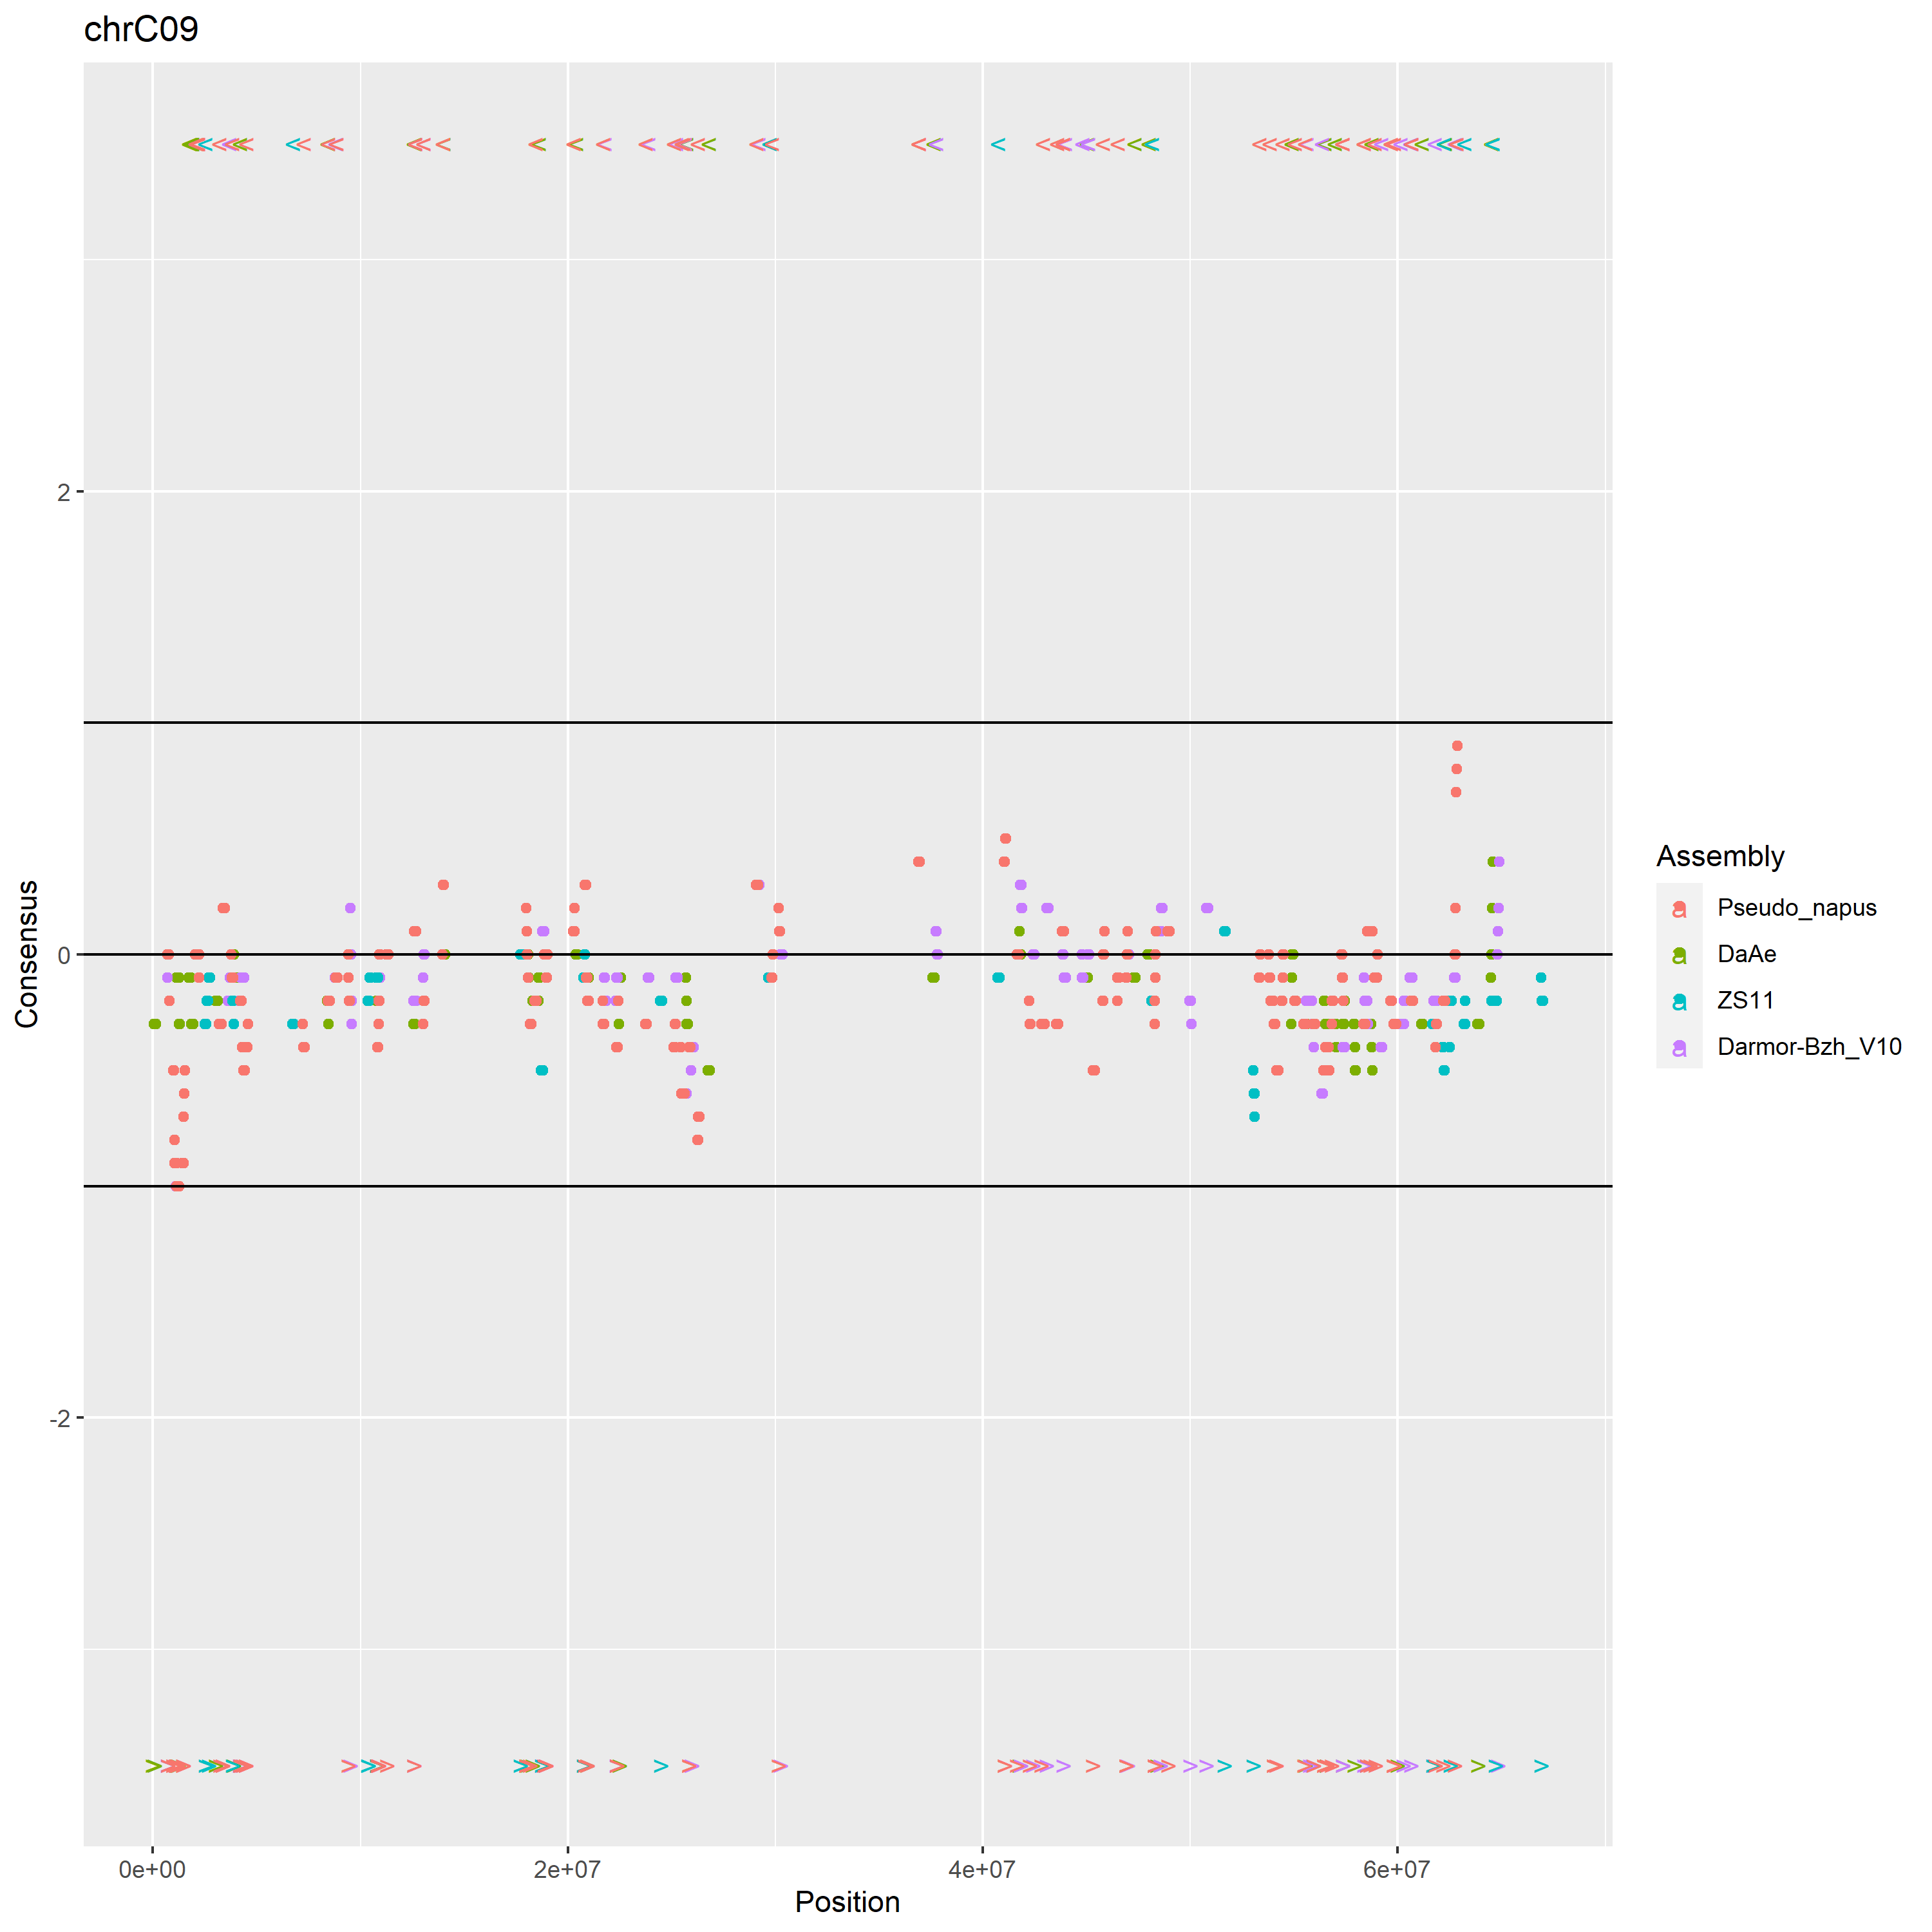 chrC09
Consensus
2
0
-2
0e+00 2e+07 4e+07 6e+07
Position
Assembly
a Pseudo_napus
a DaAe
a ZS11
a Darmor-Bzh_V10